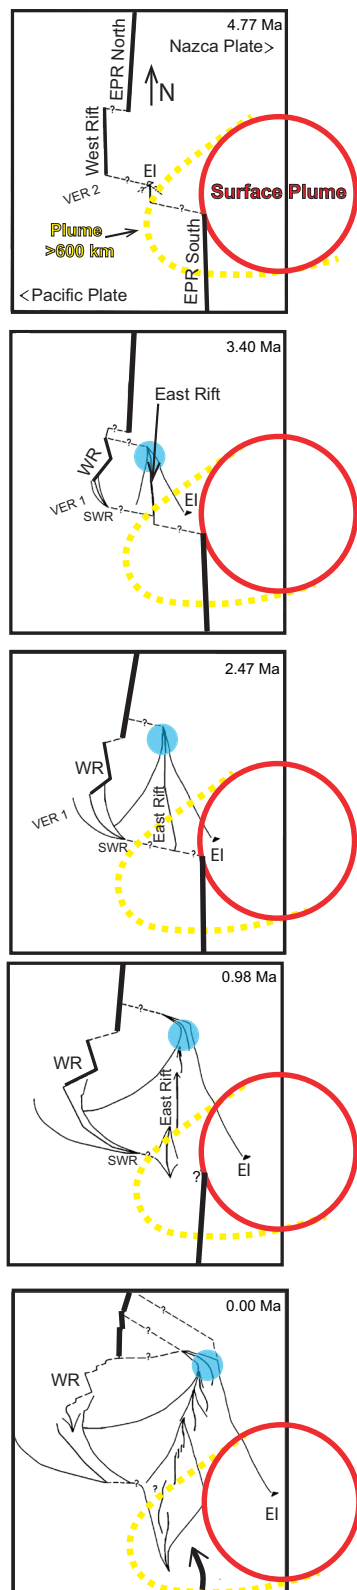 4.77 Ma
Nazca Plate>
EPR North
N
West Rift
?
EI
?
VER 2
?
Surface Plume
Plume
>600 km
EPR South
<Pacific Plate
3.40 Ma
?
East Rift
?
WR
VER 1
SWR
?
EI
?
2.47 Ma
?
WR
VER 1
East Rift
SWR
?
?
EI
0.98 Ma
?
WR
East Rift
SWR
?
EI
?
0.00 Ma
?
?
?
WR
?
?
EI